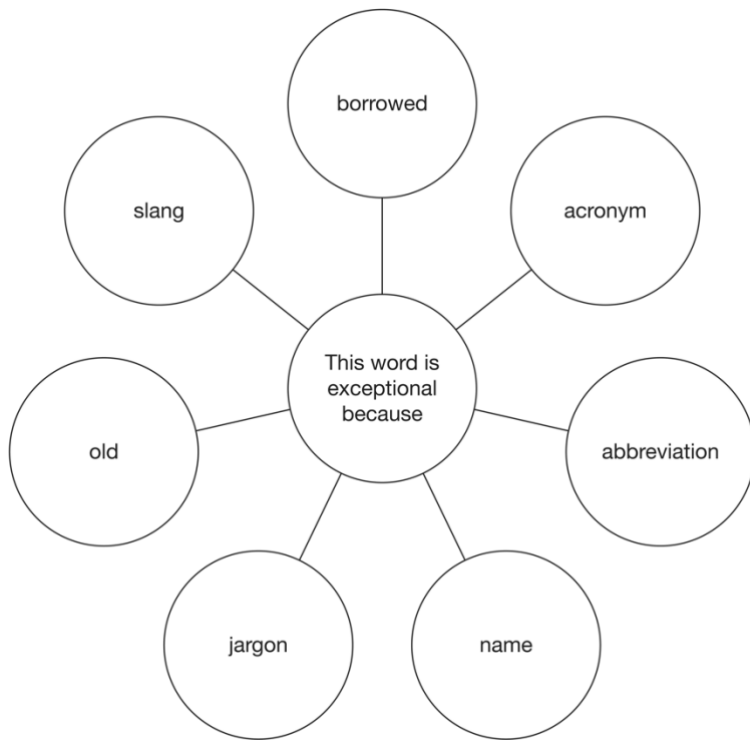 borrowed
slang
acronym
This word is
exceptional
because
old
abbreviation
jargon
name